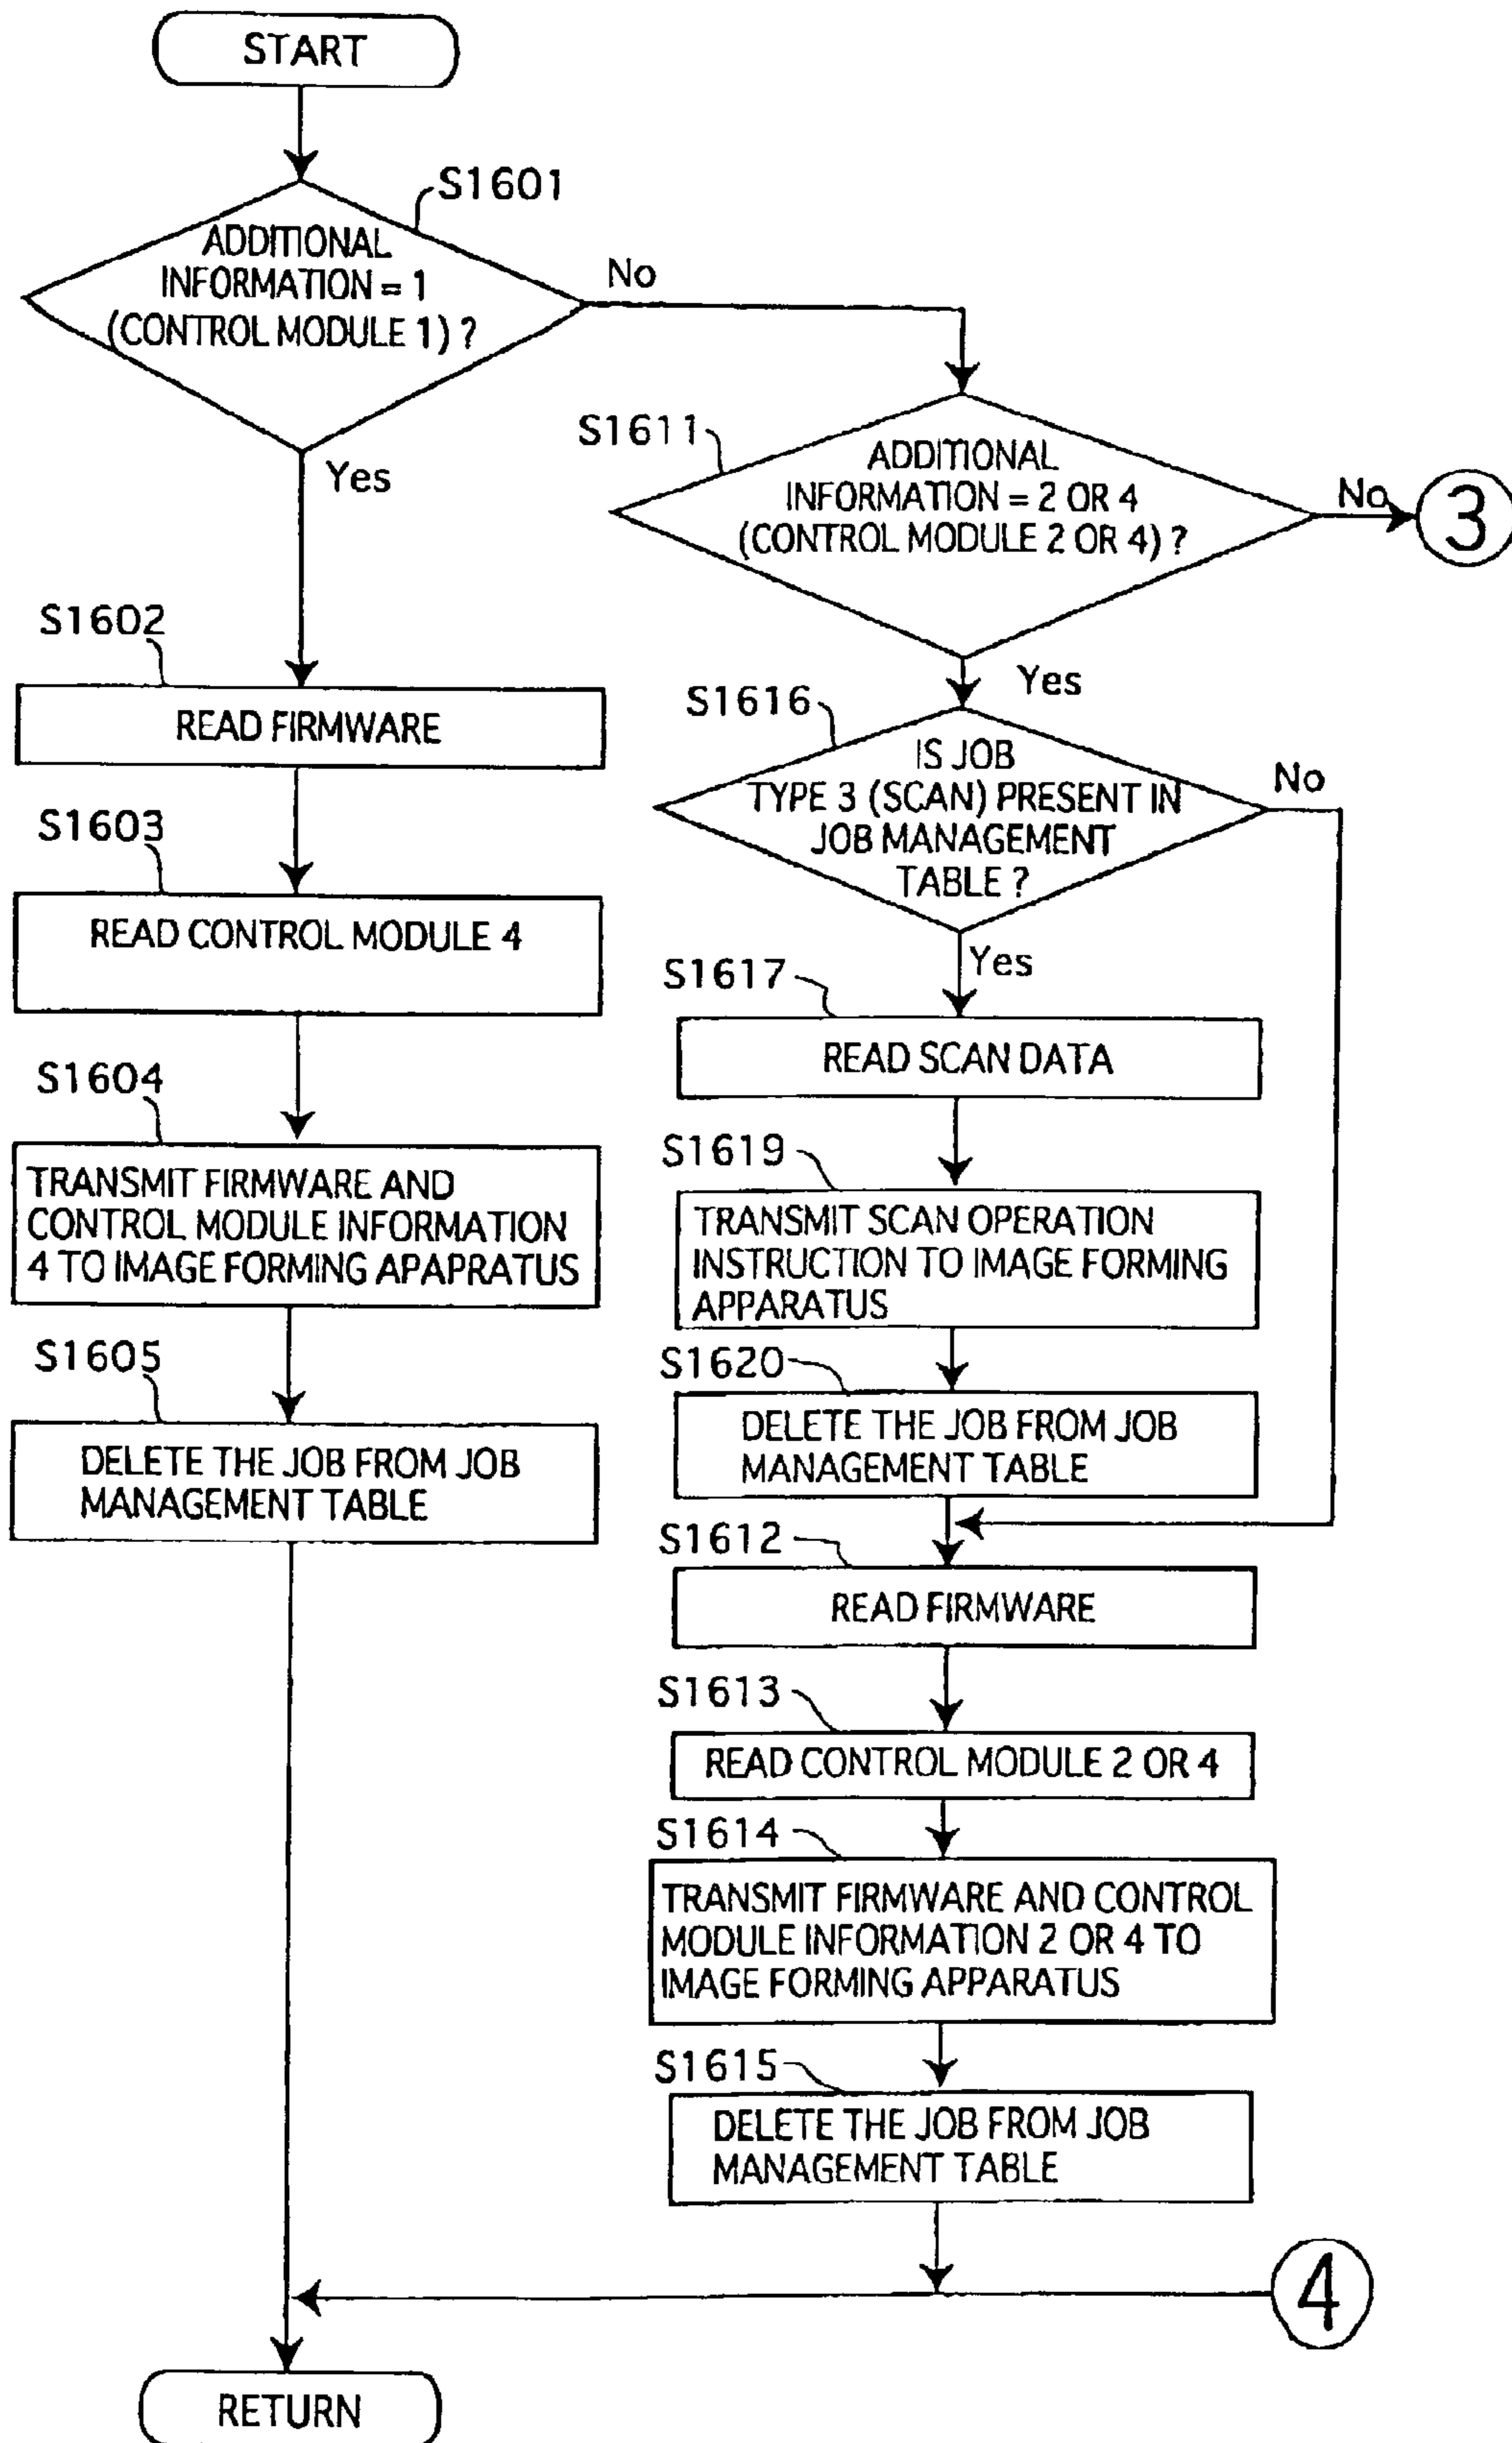 START
S1601
ADDITIONAL
INFORMATION = 1
(CONTROL MODULE 1) ?
No
Yes
S1611
ADDITIONAL
INFORMATION = 2 OR 4
(CONTROL MODULE 2 OR 4) ?
No
3
Yes
S1602
READ FIRMWARE
S1616
IS JOB
TYPE 3 (SCAN) PRESENT IN
JOB MANAGEMENT
TABLE ?
No
Yes
S1603
READ CONTROL MODULE 4
S1617
READ SCAN DATA
S1604
TRANSMIT FIRMWARE AND
CONTROL MODULE INFORMATION
4 TO IMAGE FORMING APAPRATUS
S1619
TRANSMIT SCAN OPERATION
INSTRUCTION TO IMAGE FORMING
APPARATUS
S1605
DELETE THE JOB FROM JOB
MANAGEMENT TABLE
S1620
DELETE THE JOB FROM JOB
MANAGEMENT TABLE
S1612
READ FIRMWARE
S1613
READ CONTROL MODULE 2 OR 4
S1614
TRANSMIT FIRMWARE AND CONTROL
MODULE INFORMATION 2 OR 4 TO
IMAGE FORMING APPARATUS
S1615
DELETE THE JOB FROM JOB
MANAGEMENT TABLE
4
RETURN